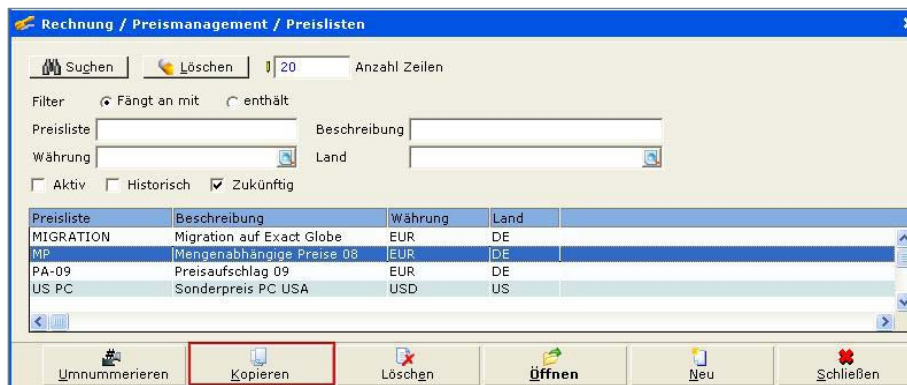 Rechnung / Preismanagement / Preislisten
Suchen Löschen 20 Anzahl Zeilen
Filter Fängt an mit enthält
Preisliste Beschreibung
Währung Land
Aktiv Historisch Zukünftig
Preisliste Beschreibung Währung Land
MIGRATION Migration auf Exact Globe EUR DE
MP Mengenabhängige Preise 08 EUR DE
PA-09 Preisaufschlag 09 EUR DE
US PC Sonderpreis PC USA USD US
Umnummerieren Kopieren Löschen Öffnen Neu Schließen